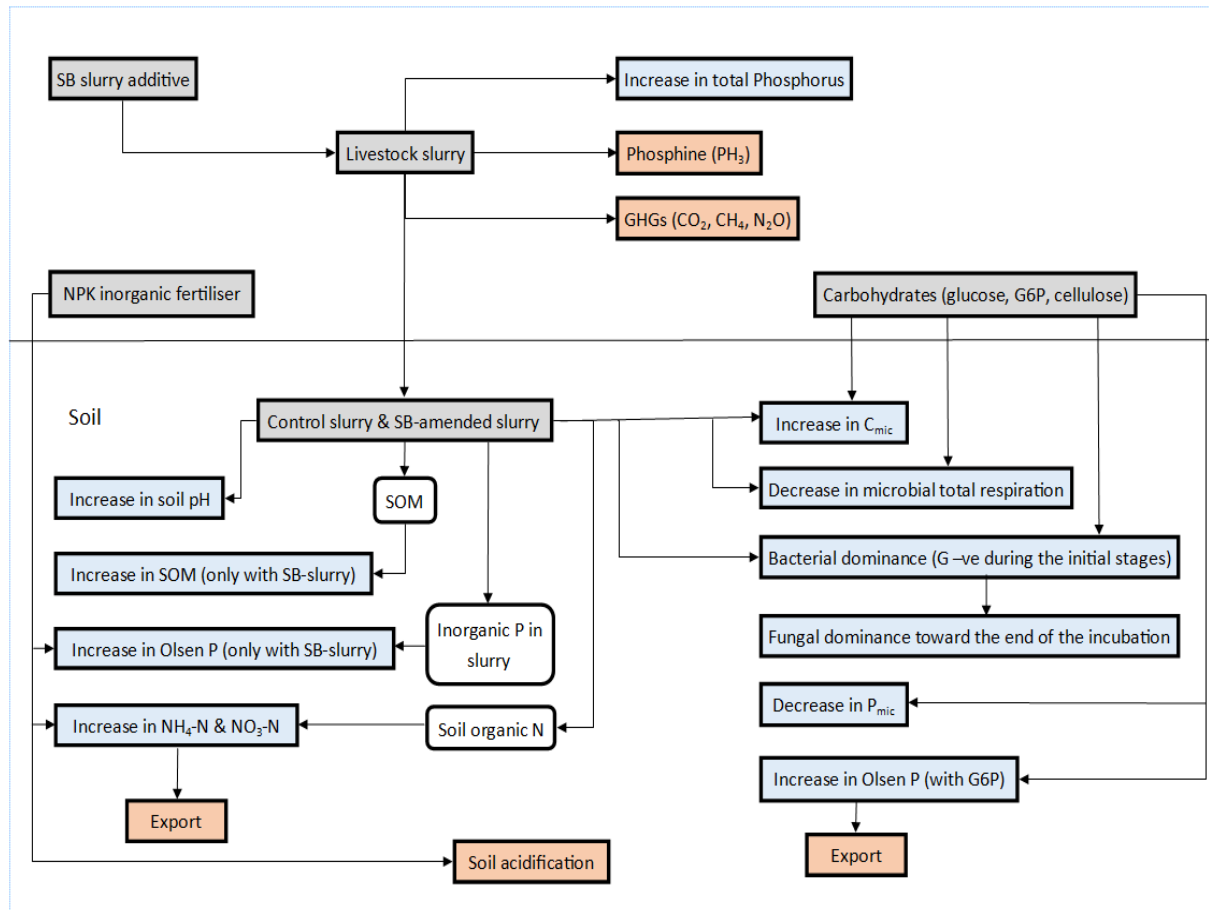 SB slurry additive
Increase in total Phosphorus
Livestock slurry
Phosphine (PH₃)
GHGs (CO₂, CH₄, N₂O)
NPK inorganic fertiliser
Carbohydrates (glucose, G6P, cellulose)
Soil
Control slurry & SB-amended slurry
Increase in C_mic
Increase in soil pH
SOM
Decrease in microbial total respiration
Increase in SOM (only with SB-slurry)
Bacterial dominance (G –ve during the initial stages)
Inorganic P in
slurry
Increase in Olsen P (only with SB-slurry)
Fungal dominance toward the end of the incubation
Increase in NH₄-N & NO₃-N
Soil organic N
Decrease in P_mic
Increase in Olsen P (with G6P)
Export
Soil acidification
Export